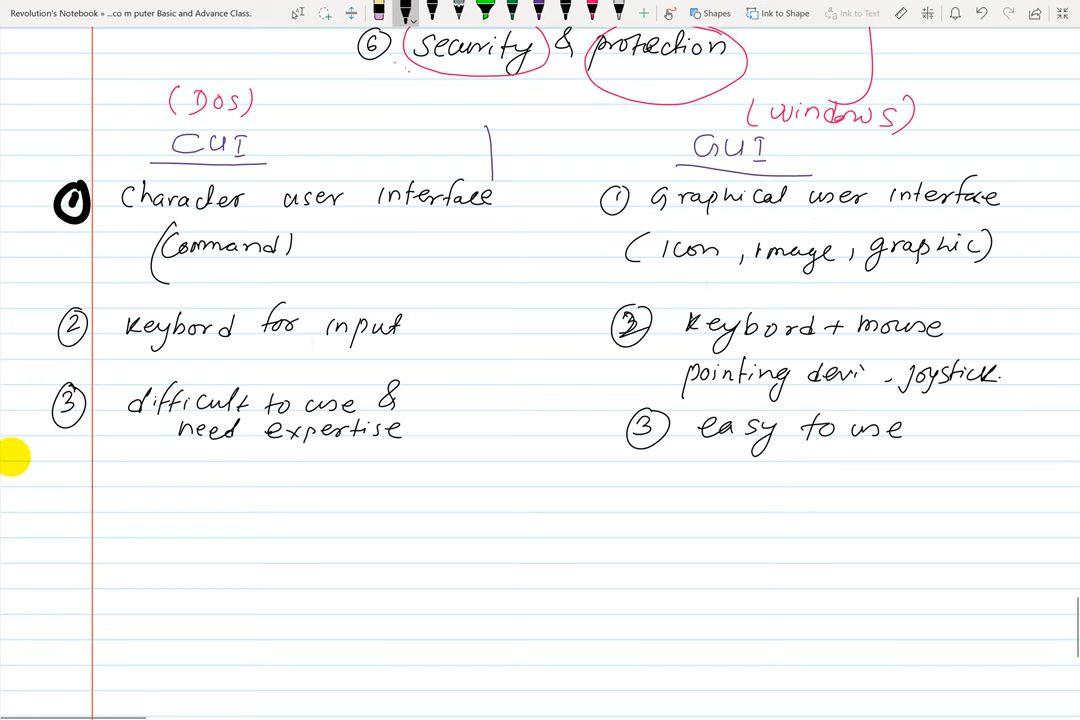 Revolution's Notebook » ...co m puter Basic and Advance Class.
Shapes
Ink to Shape
Ink to Text
⑥ security & protection
(DOS)
(windows)
CUI
GUI
① Character user interface
① Graphical user interface
(Command)
(Icon, Image, graphic)
② Keybord for input
② Keybord + mouse
pointing devi - joystick.
③ difficult to use &
need expertise
③ easy to use